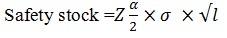 Safety stock =Z α/2 × σ × √l